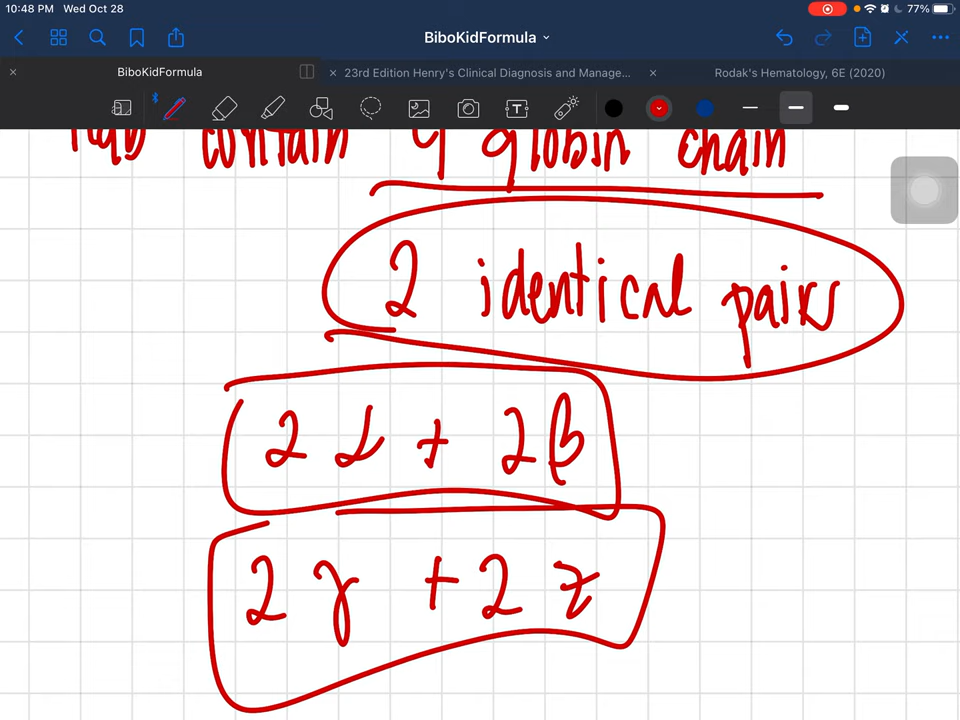 10:48 PM Wed Oct 28
77%
BiboKidFormula
BiboKidFormula
23rd Edition Henry's Clinical Diagnosis and Manage...
Rodak's Hematology, 6E (2020)
contain 4 globin chain
2 identical pairs
2 α + 2β
2 γ + 2 z